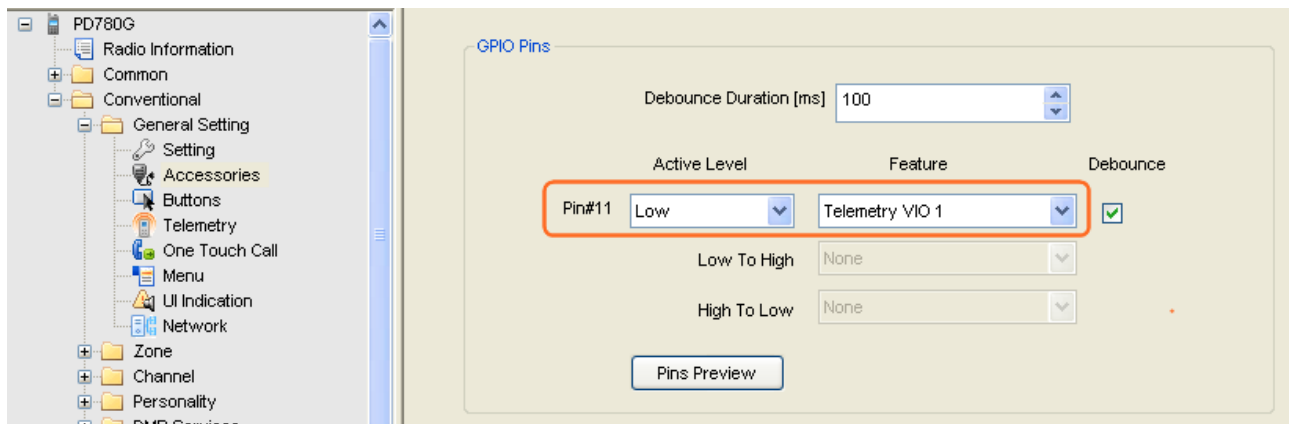 PD780G
Radio Information
Common
Conventional
General Setting
Setting
Accessories
Buttons
Telemetry
One Touch Call
Menu
UI Indication
Network
Zone
Channel
Personality
DMR Services
GPIO Pins
Debounce Duration [ms] 100
Active Level Feature Debounce
Pin#11 Low Telemetry VIO 1
Low To High None
High To Low None
Pins Preview